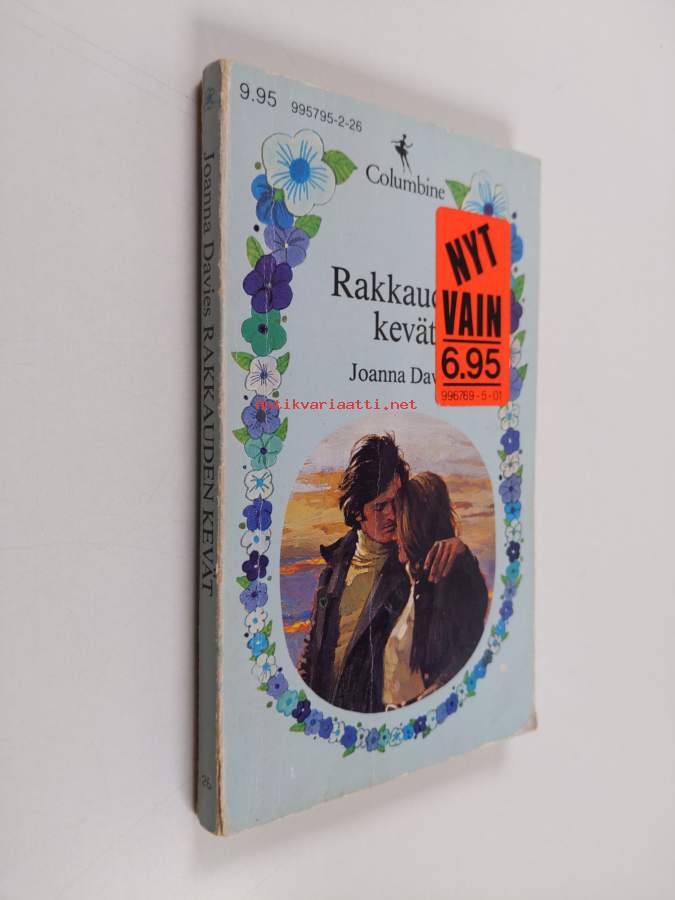 9.95 995795-2-26
Columbine
Rakkaud
kevät
Joanna Dav
NYT
VAIN
6.95
996769-5-01
antikvariaatti.net
Joanna Davies RAKKAUDEN KEVÄT
26